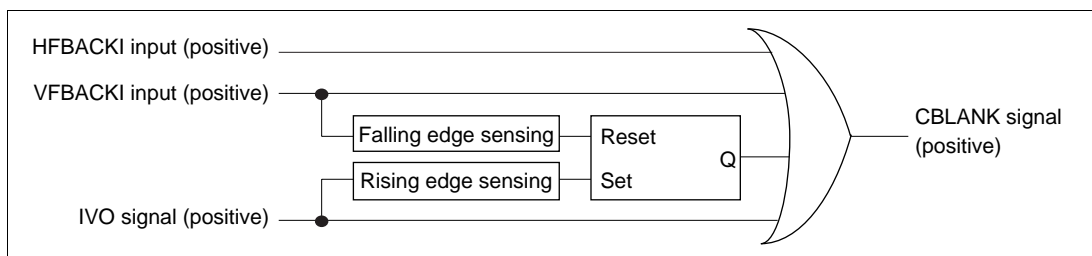 HFBACKI input (positive)
VFBACKI input (positive)
Falling edge sensing
Rising edge sensing
Reset
Q
Set
IVO signal (positive)
CBLANK signal
(positive)